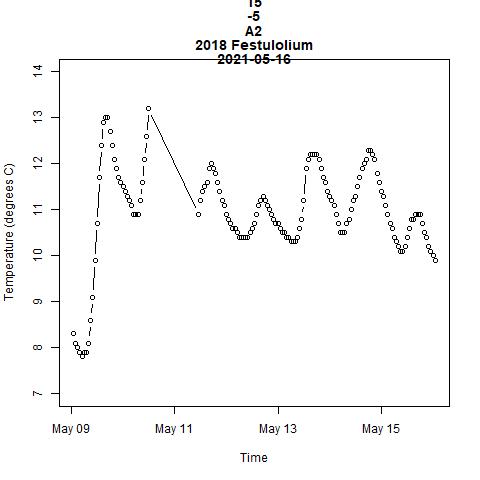 15
-5
A2
2018 Festulolium
2021-05-16
Temperature (degrees C)
14
13
12
11
10
9
8
7
May 09
May 11
May 13
May 15
Time